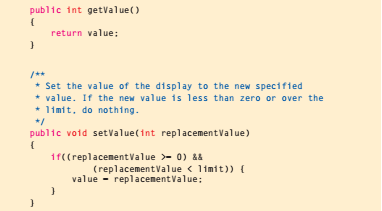 public int getValue()
{
return value;
}
/**
* Set the value of the display to the new specified
* value. If the new value is less than zero or over the
* limit, do nothing.
*/
public void setValue(int replacementValue)
{
if((replacementValue >= 0) &&
(replacementValue < limit)) {
value = replacementValue;
}
}